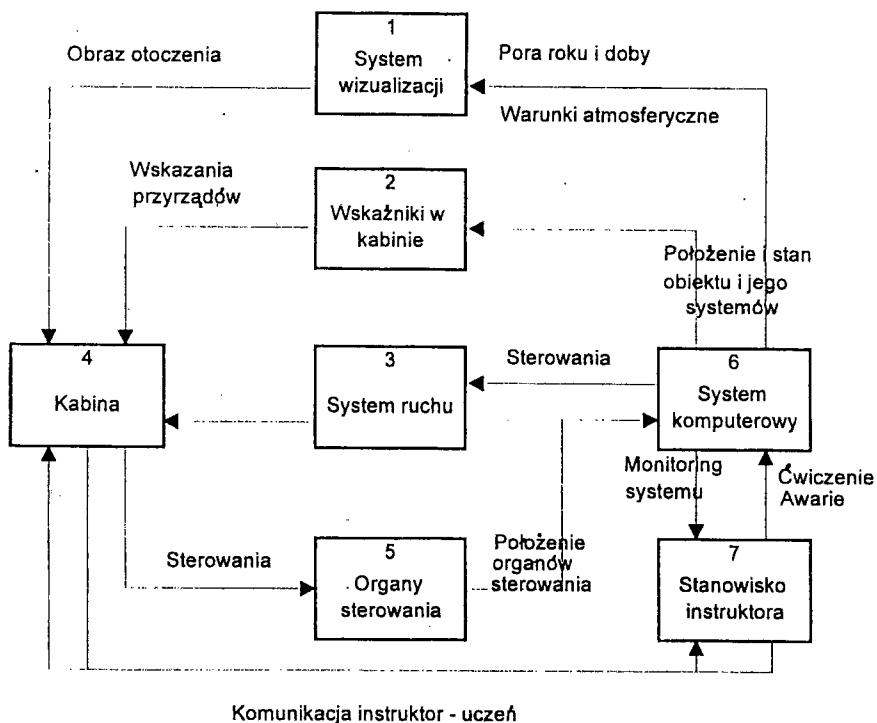 Obraz otoczenia
1
System
wizualizacji
Pora roku i doby
Warunki atmosferyczne
Wskazania
przyrządów
2
Wskaźniki w
kabinie
Położenie i stan
obiektu i jego
systemów
4
Kabina
3
System ruchu
Sterowania
6
System
komputerowy
Monitoring
systemu
Ćwiczenie
Awarie
Sterowania
5
Organy
sterowania
Położenie
organów
sterowania
7
Stanowisko
instruktora
Komunikacja instruktor - uczeń